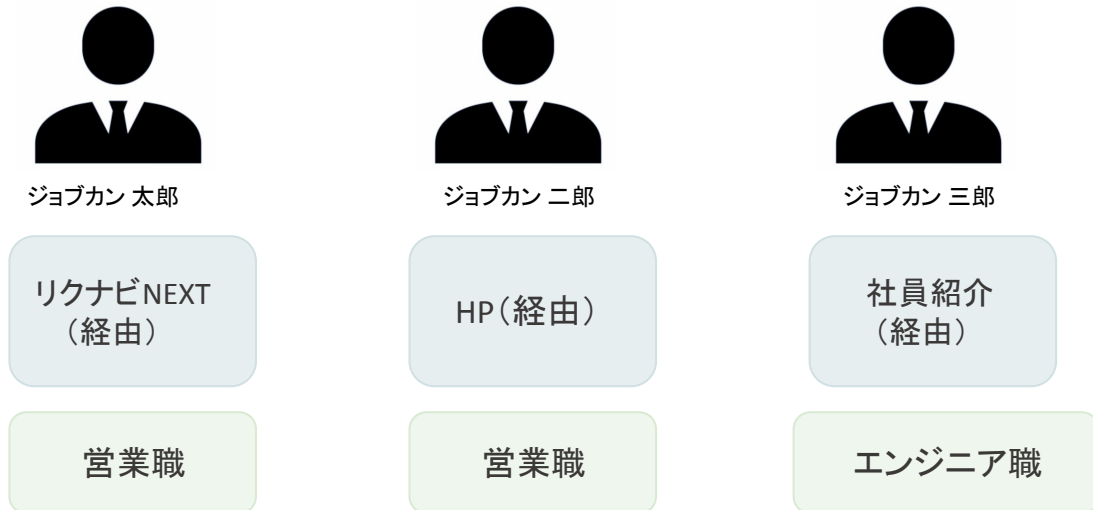 ジョブカン 太郎
ジョブカン 二郎
ジョブカン 三郎
リクナビNEXT
（経由）
HP（経由）
社員紹介
（経由）
営業職
営業職
エンジニア職